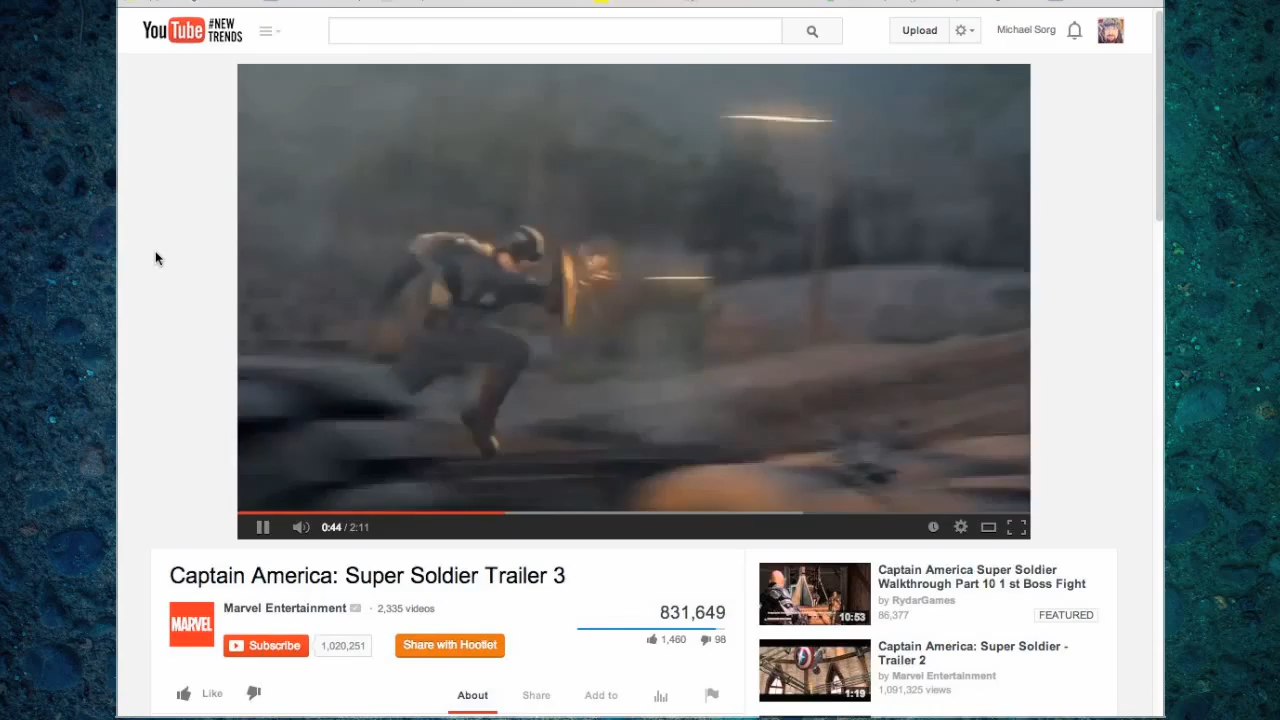 YouTube #NEW TRENDS
Upload
Michael Sorg
0:44 / 2:11
Captain America: Super Soldier Trailer 3
MARVEL
Marvel Entertainment · 2,335 videos
Subscribe 1,020,251
Share with Hootlet
831,649
1,460 98
Like
About Share Add to
10:53
Captain America Super Soldier
Walkthrough Part 10 1 st Boss Fight
by RydarGames
86,377
FEATURED
1:19
Captain America: Super Soldier -
Trailer 2
by Marvel Entertainment
1,091,325 views